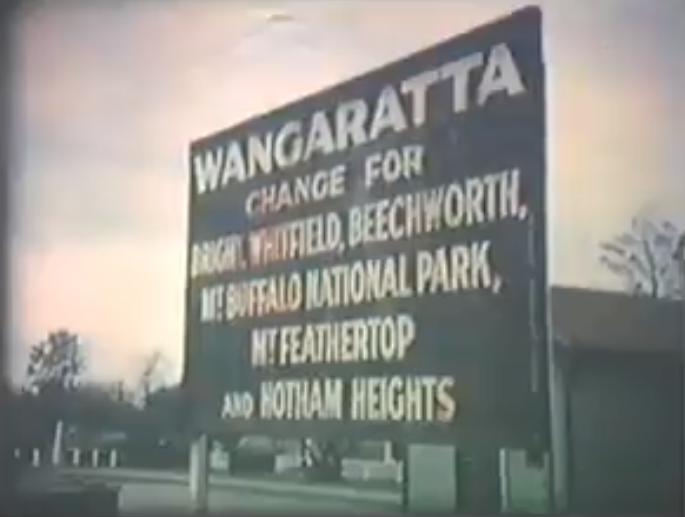 WANGARATTA
CHANGE FOR
BRIGHT, WHITFIELD, BEECHWORTH,
MT BUFFALO NATIONAL PARK,
MT FEATHERTOP
AND HOTHAM HEIGHTS